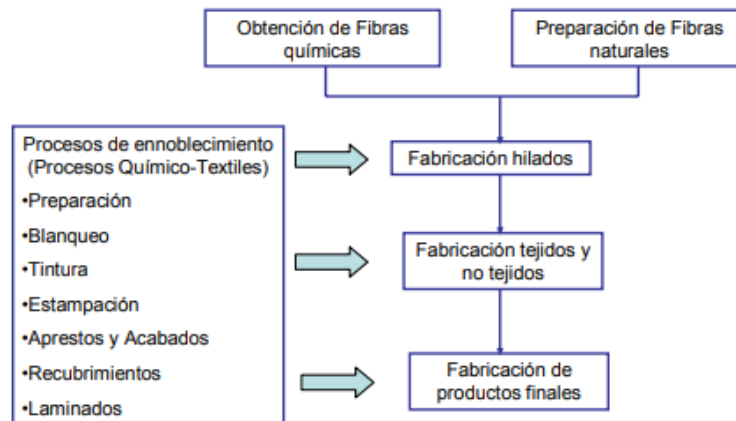 Obtención de Fibras
químicas
Preparación de Fibras
naturales
Procesos de ennoblecimiento
(Procesos Químico-Textiles)
•Preparación
•Blanqueo
•Tintura
•Estampación
•Aprestos y Acabados
•Recubrimientos
•Laminados
Fabricación hilados
Fabricación tejidos y
no tejidos
Fabricación de
productos finales